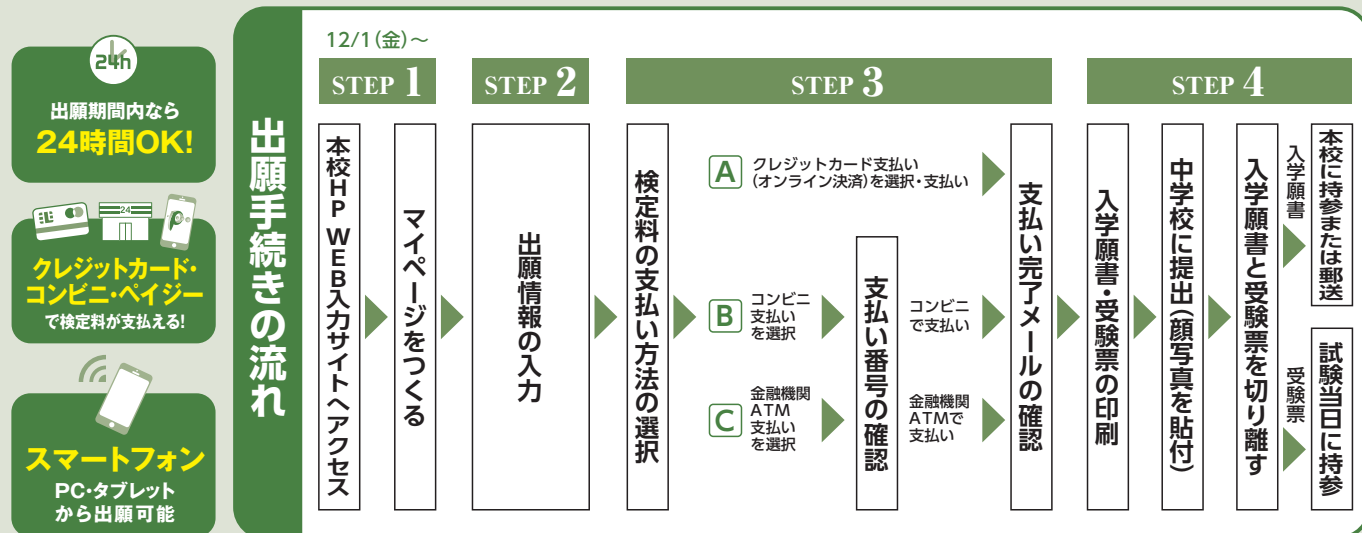 24h
出願期間内なら
24時間OK!
24
クレジットカード・
コンビニ・ペイジー
で検定料が支払える!
スマートフォン
PC・タブレット
から出願可能
出願手続きの流れ
12/1(金)～
STEP 1
本校HP WEB入力サイトへアクセス
マイページをつくる
STEP 2
出願情報の入力
STEP 3
検定料の支払い方法の選択
A
クレジットカード支払い
(オンライン決済)を選択・支払い
B
コンビニ
支払い
を選択
C
金融機関
ATM
支払い
を選択
支払い番号の確認
コンビニ
で支払い
金融機関
ATMで
支払い
支払い完了メールの確認
STEP 4
入学願書・受験票の印刷
中学校に提出(顔写真を貼付)
入学願書と受験票を切り離す
入学願書
本校に持参または郵送
受験票
試験当日に持参